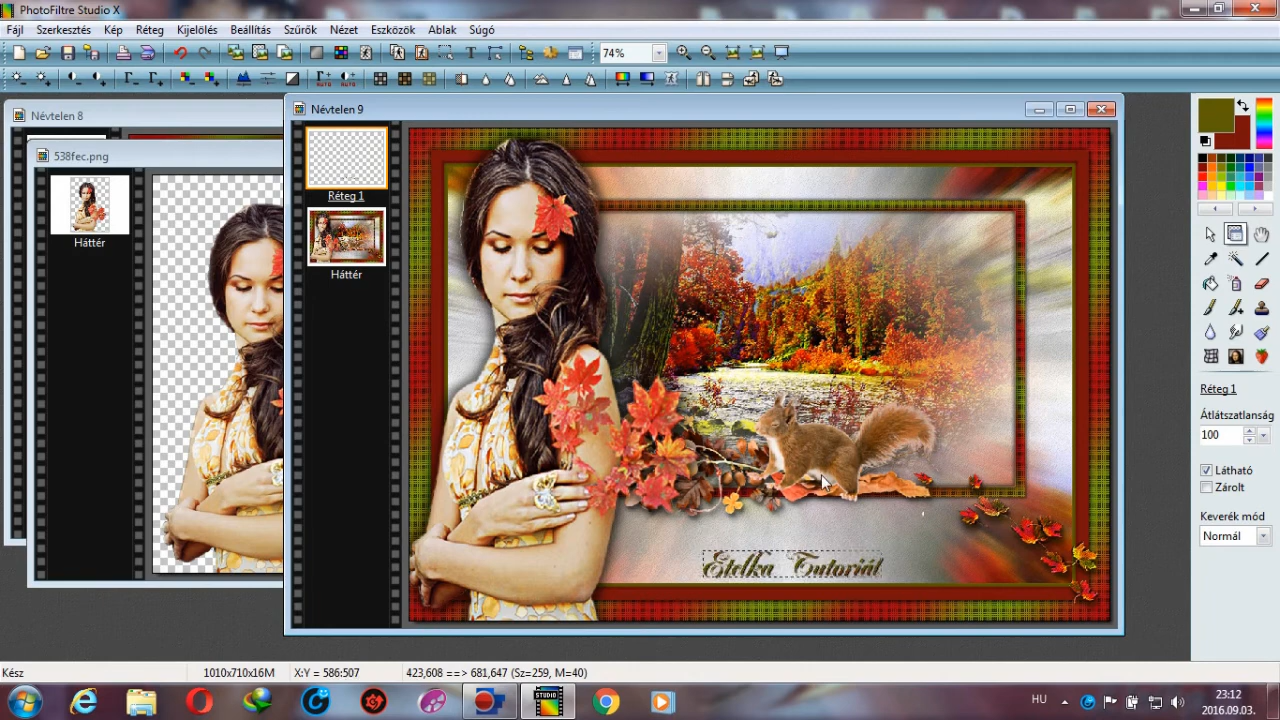 PhotoFiltre Studio X
Fájl Szerkesztés Kép Réteg Kijelölés Beállítás Szűrők Nézet Eszközök Ablak Súgó
74%
Névtelen 8
538fec.png
Háttér
Névtelen 9
Réteg 1
Háttér
Etelka Tutoriál
Réteg 1
Átlátszatlanság
100
Látható
Zárolt
Keverék mód
Normál
Kész
1010x710x16M
X:Y = 586:507
423,608 ==> 681,647 (Sz=259, M=40)
STUDIO
HU
23:12
2016.09.03.